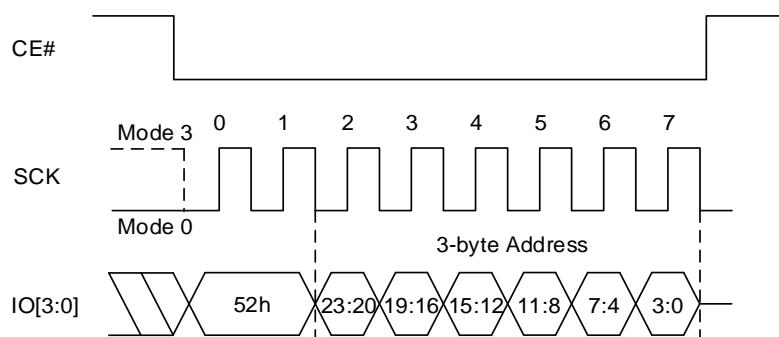 CE#
Mode 3
0 1 2 3 4 5 6 7
SCK
Mode 0
3-byte Address
IO[3:0]
52h 23:20 19:16 15:12 11:8 7:4 3:0